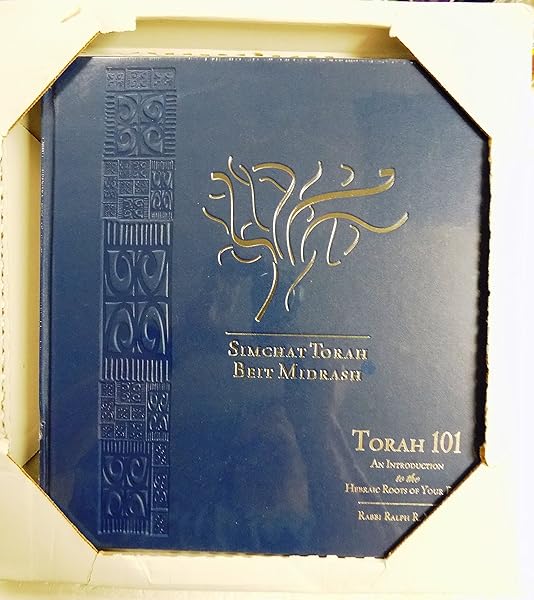 SIMCHAT TORAH
BEIT MIDRASH
TORAH 101
AN INTRODUCTION
to the
HEBRAIC ROOTS OF YOUR
RABBI RALPH R.